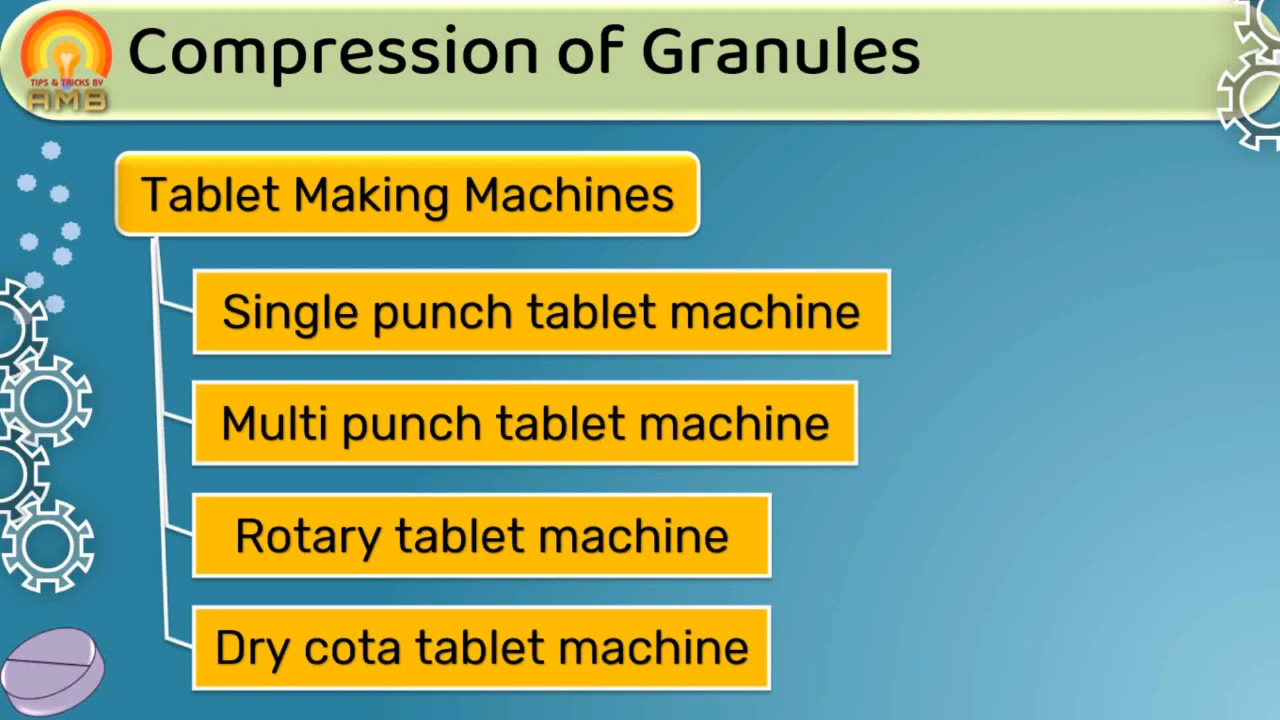 Compression of Granules
TIPS & TRICKS BY
AMB
Tablet Making Machines
Single punch tablet machine
Multi punch tablet machine
Rotary tablet machine
Dry cota tablet machine